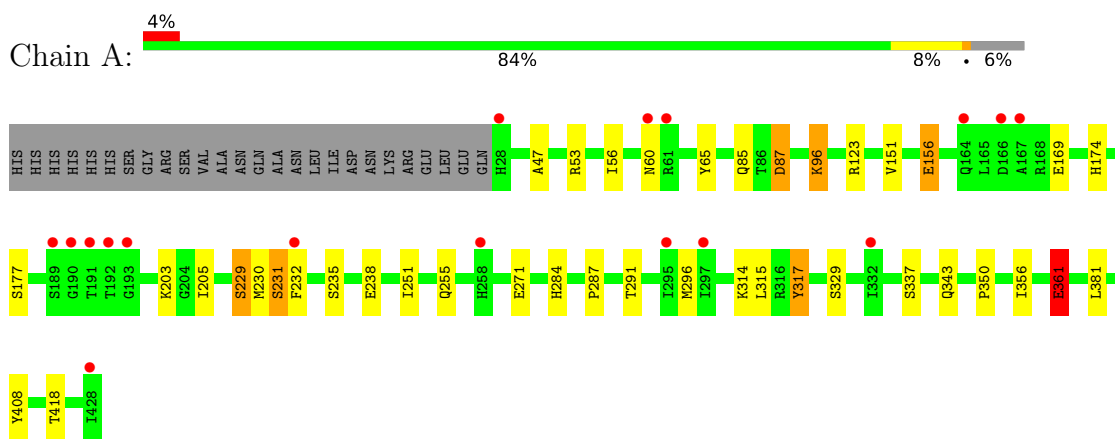 4%
Chain A:
84% 8% • 6%
HIS HIS HIS HIS HIS HIS SER GLY ARG SER VAL ALA ASN GLN ALA ASN LEU LEU ILE ASP ASN LYS ARG GLU LEU GLU GLN H28 A47 R53 I56 N60 R61 Y65 Q85 T86 D87 K96 R123 V151 E156 Q164 L165 D166 A167 R168 E169 H174
S177 S189 G190 T191 T192 G193 K203 G204 I205 S229 M230 S231 F232 S235 E238 I251 Q255 H258 E271 H284 P287 T291 I295 M296 I297 K314 L315 R316 Y317 S329 I332 S337 Q343 P350 I356 E361 L381
Y408 T418 I428